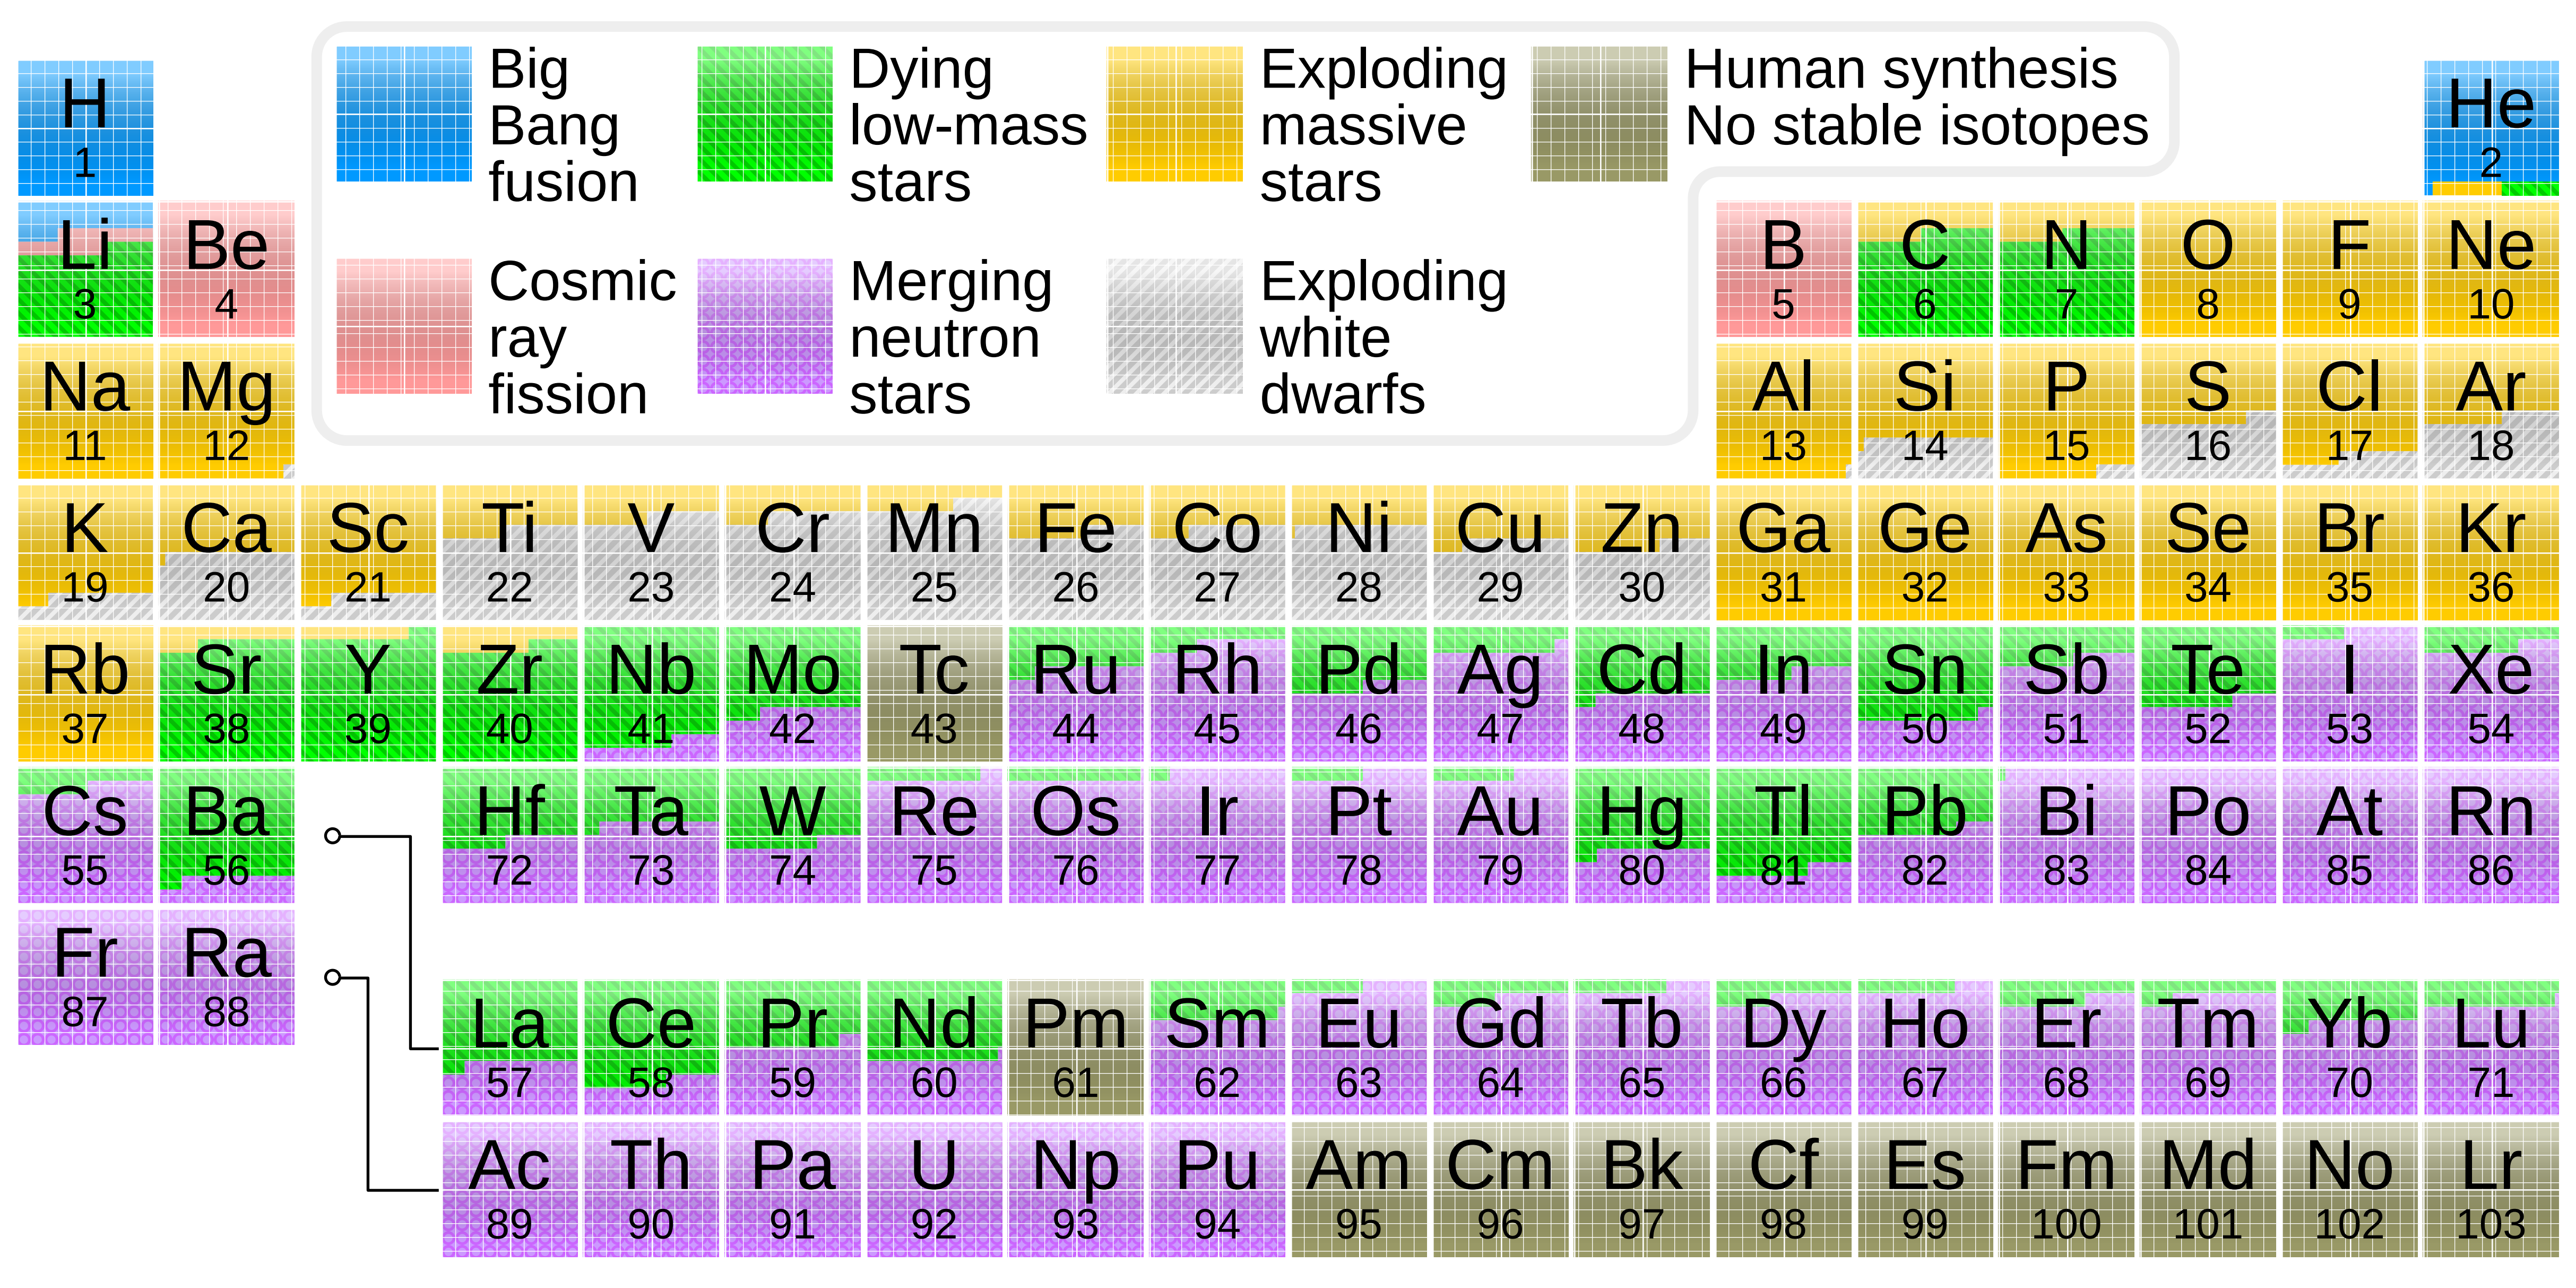 Big
Bang
fusion
Dying
low-mass
stars
Exploding
massive
stars
Human synthesis
No stable isotopes
Cosmic
ray
fission
Merging
neutron
stars
Exploding
white
dwarfs
H He
1 2
Li Be B C N O F Ne
3 4 5 6 7 8 9 10
Na Mg Al Si P S Cl Ar
11 12 13 14 15 16 17 18
K Ca Sc Ti V Cr Mn Fe Co Ni Cu Zn Ga Ge As Se Br Kr
19 20 21 22 23 24 25 26 27 28 29 30 31 32 33 34 35 36
Rb Sr Y Zr Nb Mo Tc Ru Rh Pd Ag Cd In Sn Sb Te I Xe
37 38 39 40 41 42 43 44 45 46 47 48 49 50 51 52 53 54
Cs Ba Hf Ta W Re Os Ir Pt Au Hg Tl Pb Bi Po At Rn
55 56 72 73 74 75 76 77 78 79 80 81 82 83 84 85 86
Fr Ra
87 88
La Ce Pr Nd Pm Sm Eu Gd Tb Dy Ho Er Tm Yb Lu
57 58 59 60 61 62 63 64 65 66 67 68 69 70 71
Ac Th Pa U Np Pu Am Cm Bk Cf Es Fm Md No Lr
89 90 91 92 93 94 95 96 97 98 99 100 101 102 103